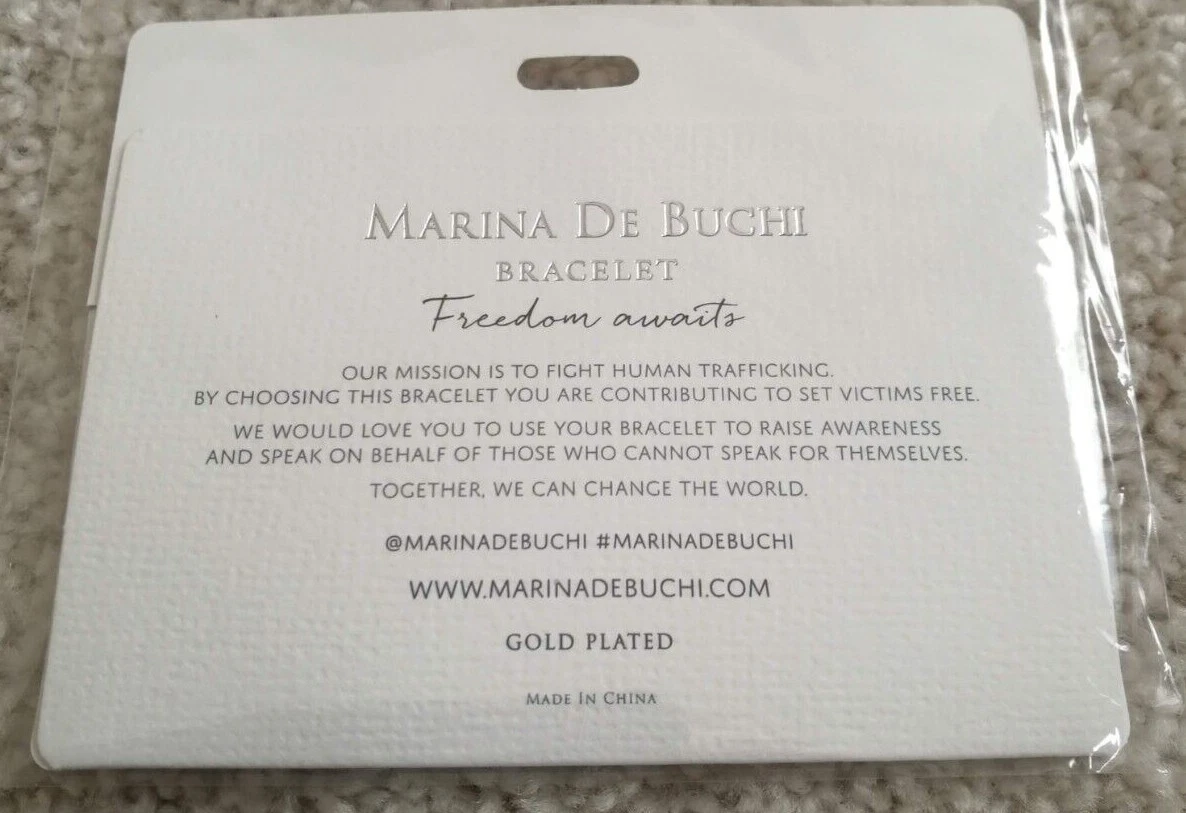 MARINA DE BUCHI
BRACELET
Freedom awaits
OUR MISSION IS TO FIGHT HUMAN TRAFFICKING.
BY CHOOSING THIS BRACELET YOU ARE CONTRIBUTING TO SET VICTIMS FREE.
WE WOULD LOVE YOU TO USE YOUR BRACELET TO RAISE AWARENESS
AND SPEAK ON BEHALF OF THOSE WHO CANNOT SPEAK FOR THEMSELVES.
TOGETHER, WE CAN CHANGE THE WORLD.
@MARINADEBUCHI #MARINADEBUCHI
WWW.MARINADEBUCHI.COM
GOLD PLATED
MADE IN CHINA